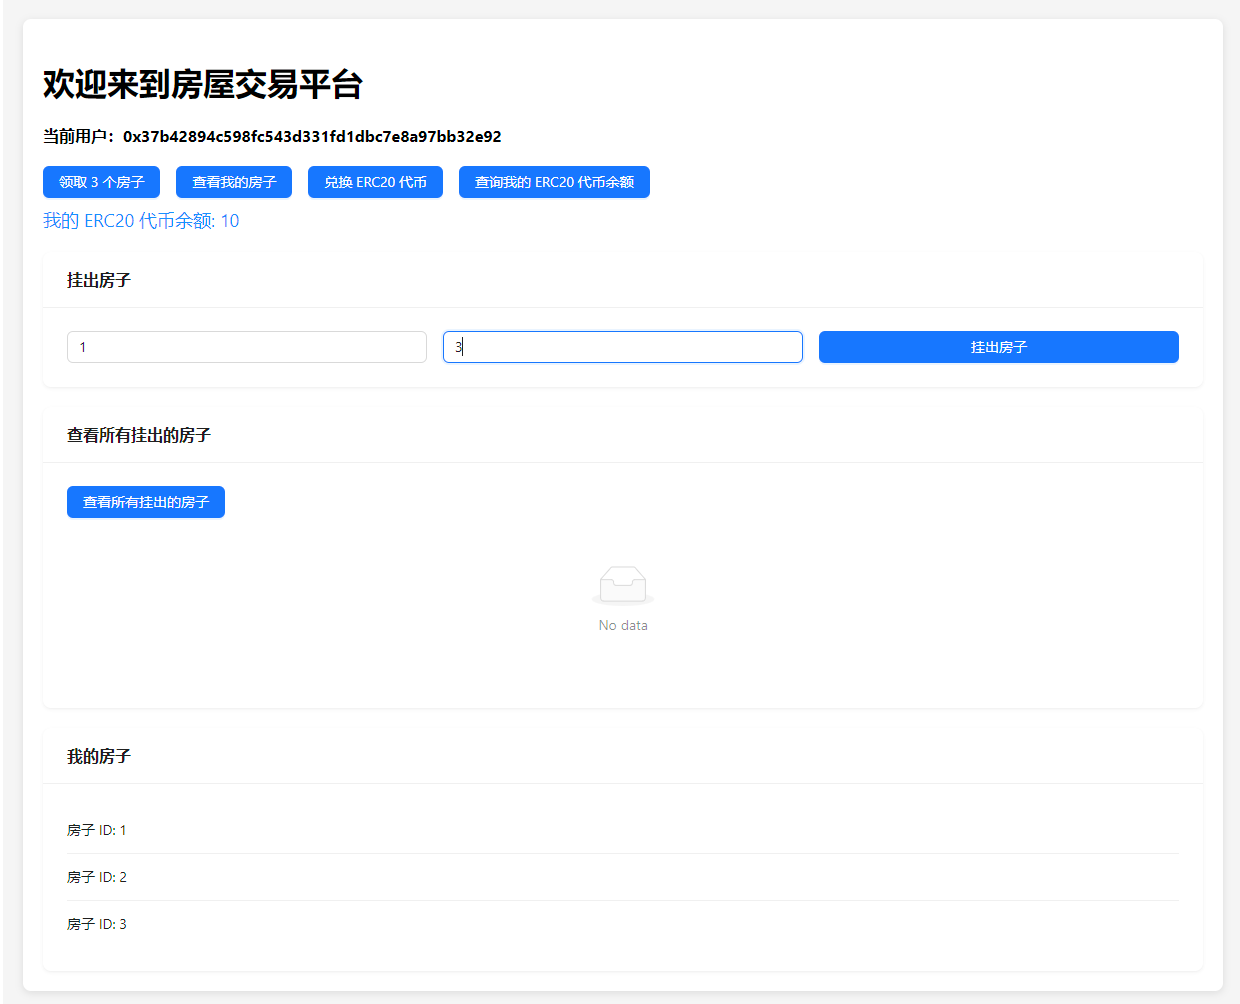 欢迎来到房屋交易平台
当前用户：0x37b42894c598fc543d331fd1dbc7e8a97bb32e92
领取 3 个房子 查看我的房子 兑换 ERC20 代币 查询我的 ERC20 代币余额
我的 ERC20 代币余额: 10
挂出房子
1 3 挂出房子
查看所有挂出的房子
查看所有挂出的房子
No data
我的房子
房子 ID: 1
房子 ID: 2
房子 ID: 3